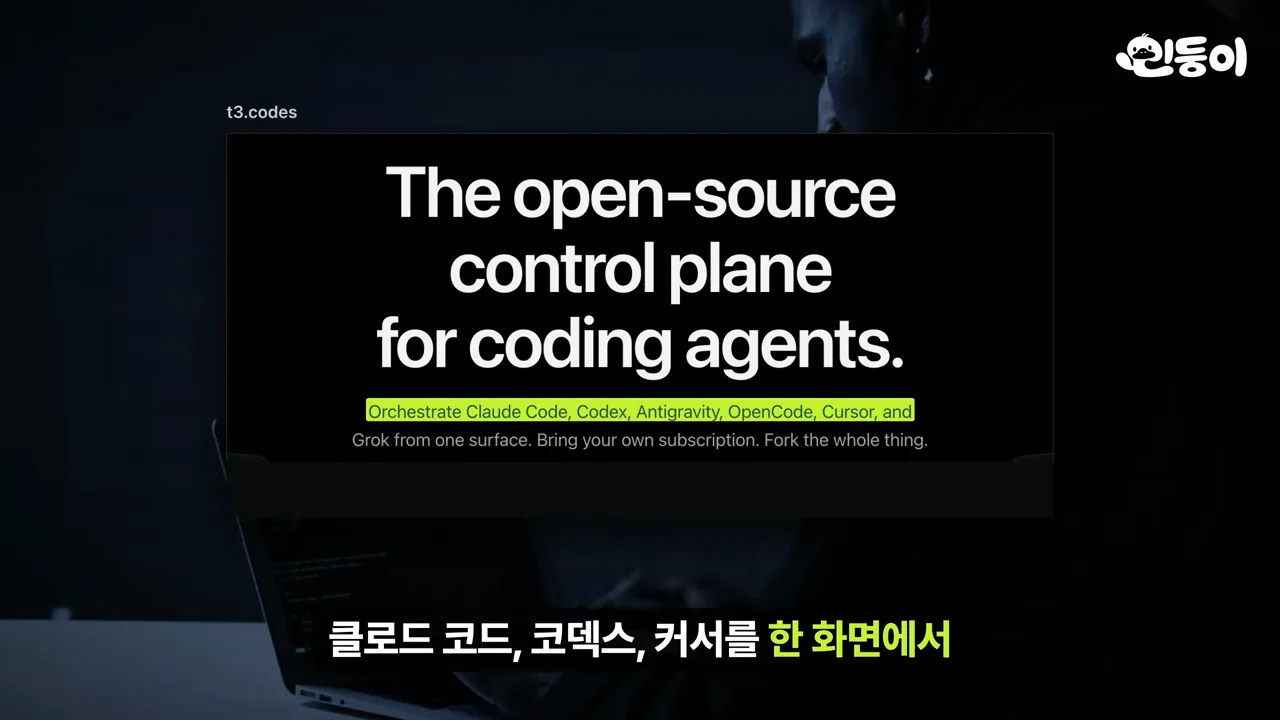 인둥이
t3.codes
The open-source
control plane
for coding agents.
Orchestrate Claude Code, Codex, Antigravity, OpenCode, Cursor, and
Grok from one surface. Bring your own subscription. Fork the whole thing.
클로드 코드, 코덱스, 커서를 한 화면에서